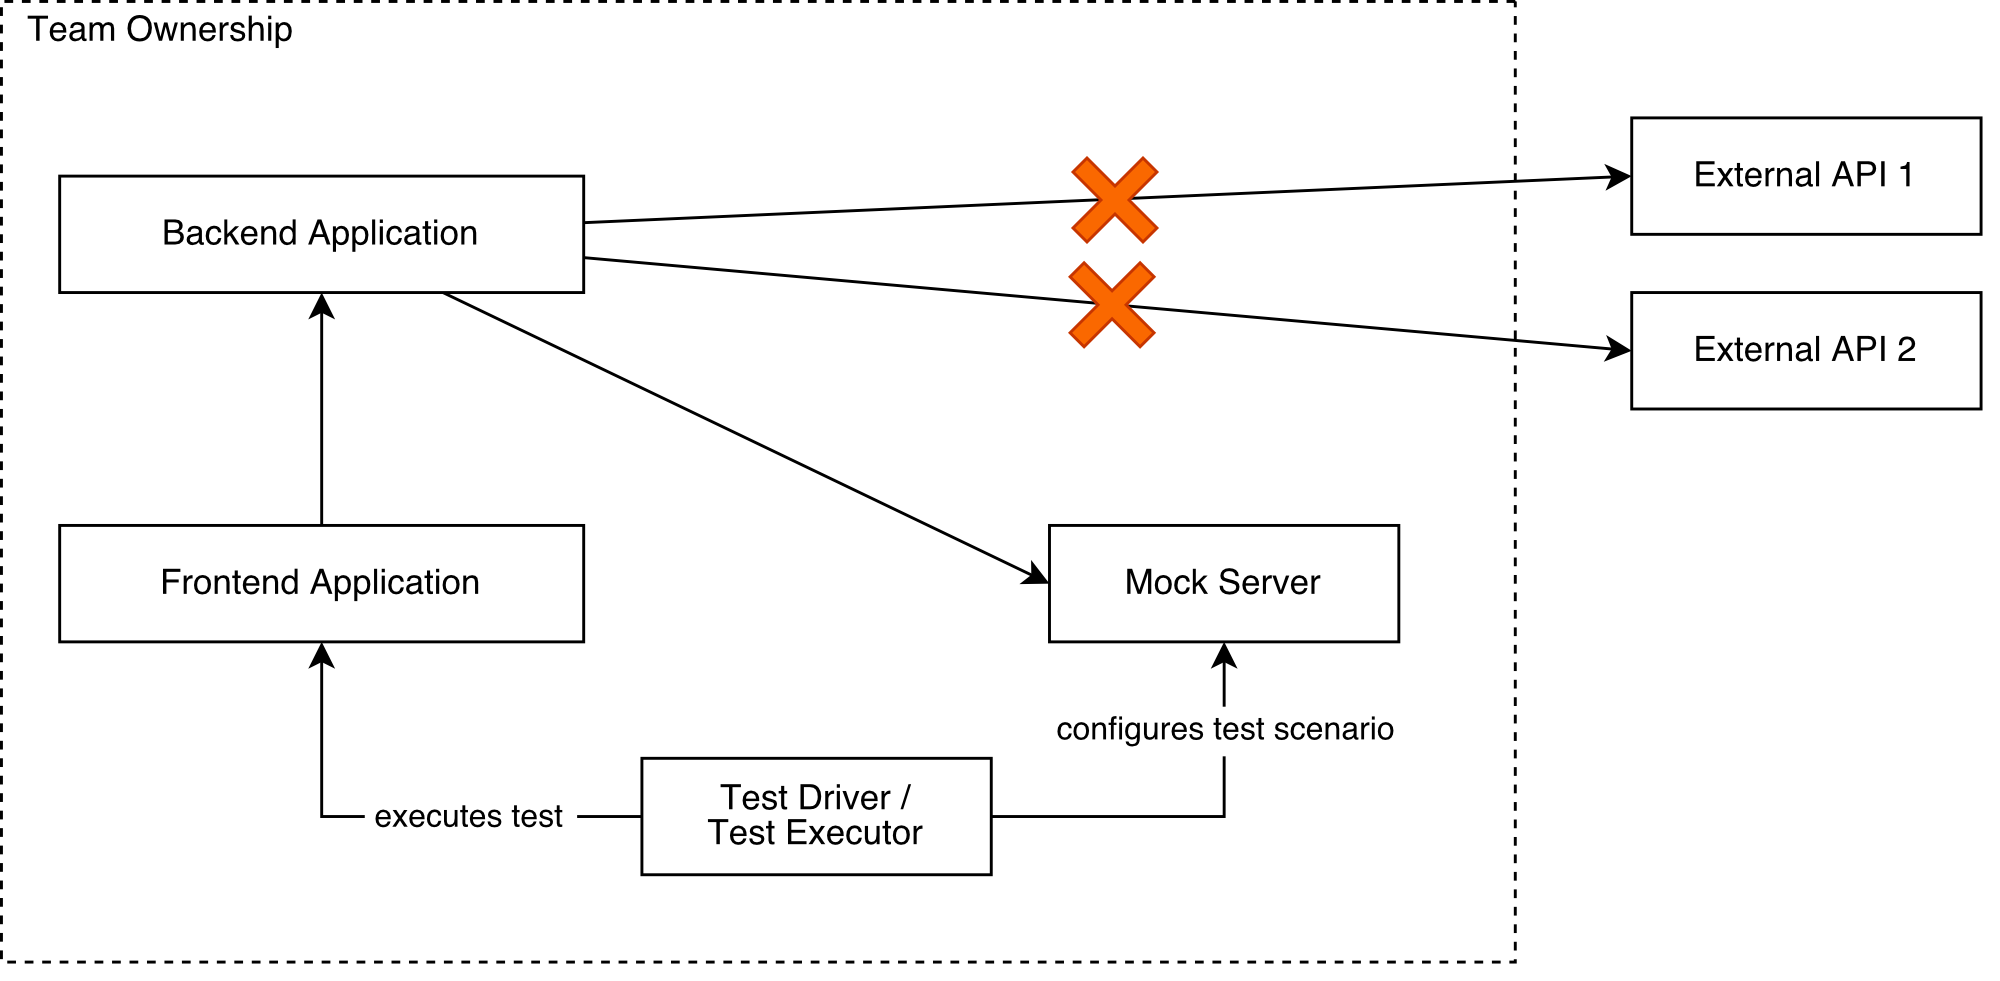 Team Ownership
External API 1
Backend Application
External API 2
Frontend Application
Mock Server
configures test scenario
executes test
Test Driver /
Test Executor